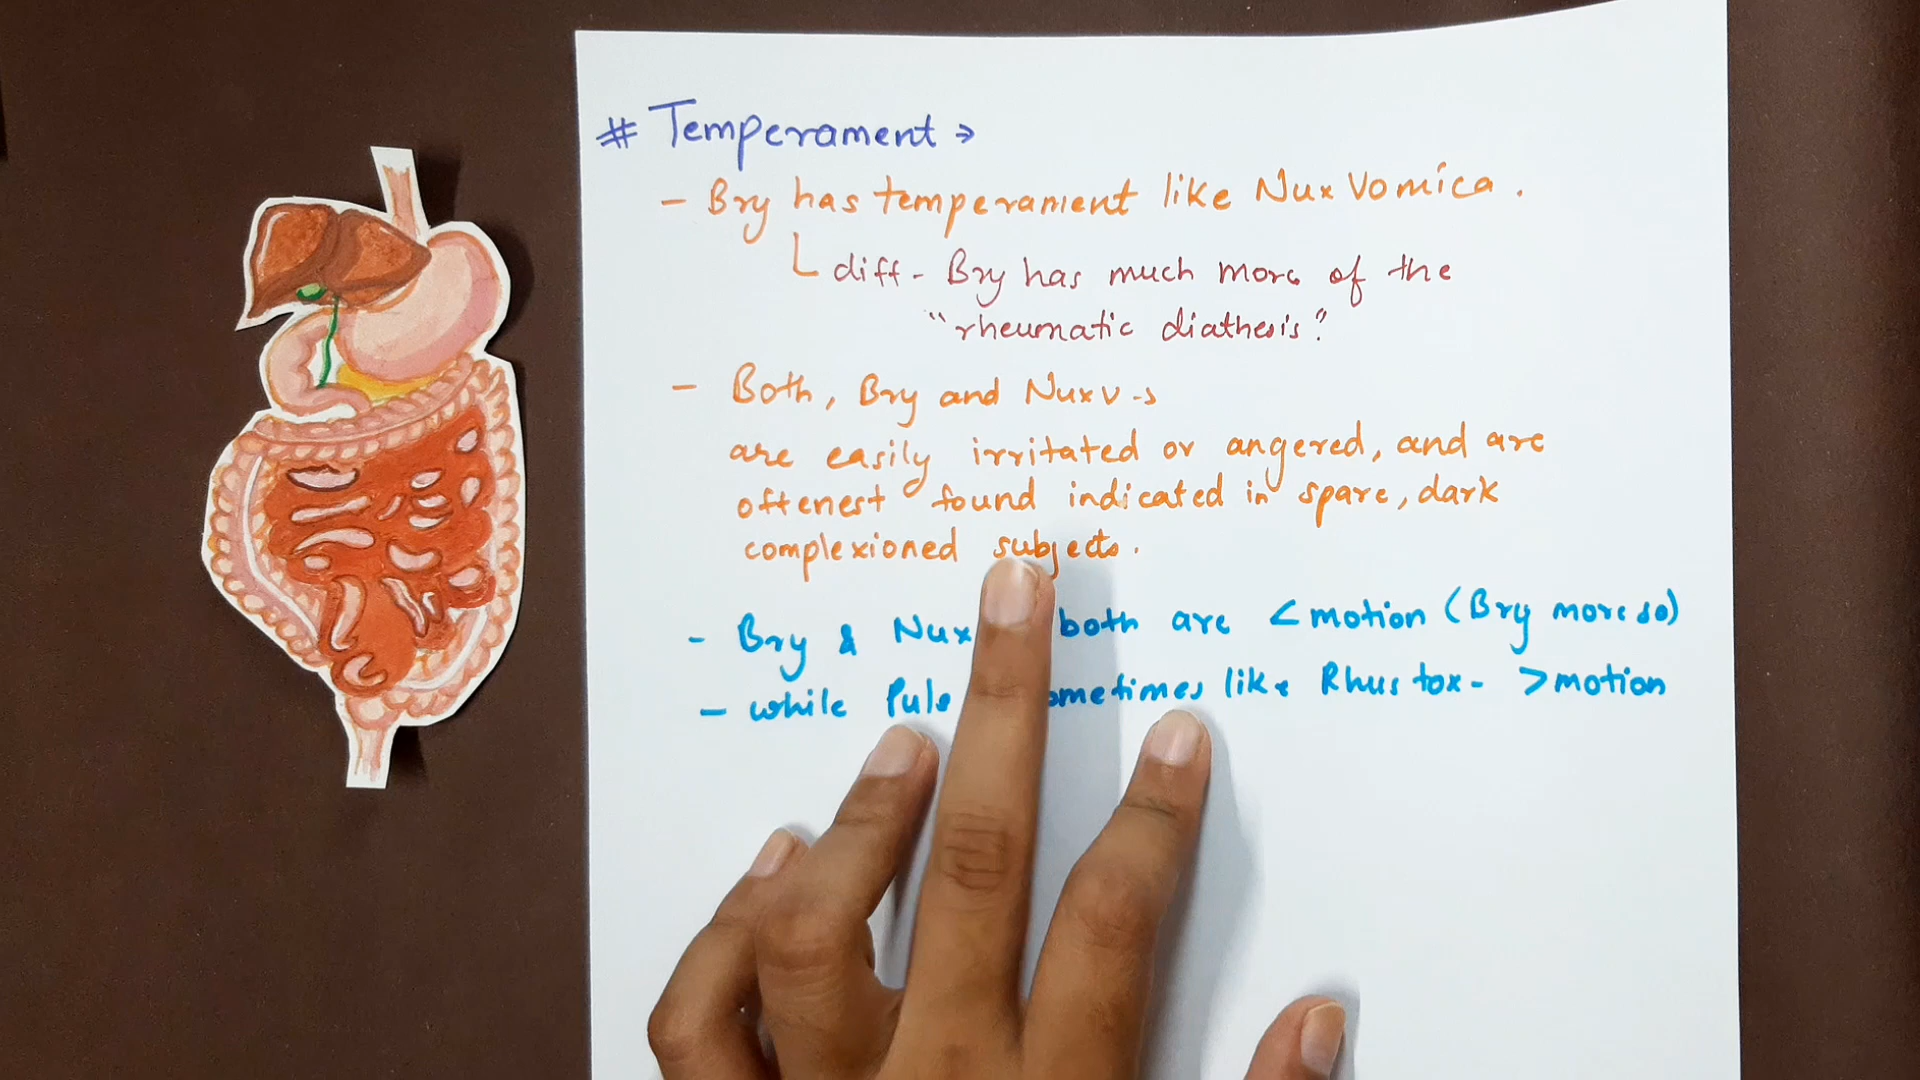 # Temperament →
- Bry has temperament like Nux Vomica.
diff - Bry has much more of the
"rheumatic diathesis"
- Both, Bry and Nux v -s
are easily irritated or angered, and are
oftenest found indicated in spare, dark
complexioned subjects.
- Bry & Nux both are < motion (Bry more so)
- while Puls like Rhus tox - > motion